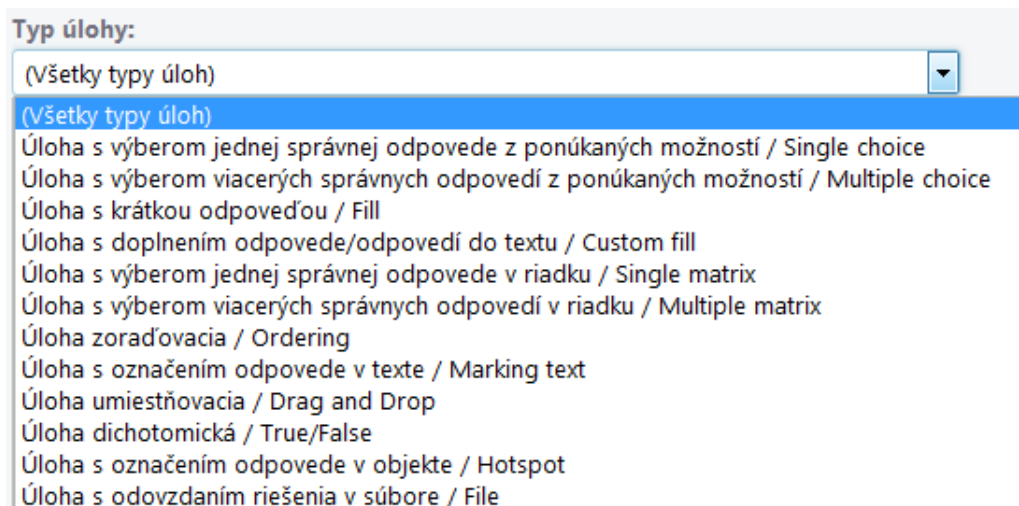 Typ úlohy:
(Všetky typy úloh)
(Všetky typy úloh)
Úloha s výberom jednej správnej odpovede z ponúkaných možností / Single choice
Úloha s výberom viacerých správnych odpovedí z ponúkaných možností / Multiple choice
Úloha s krátkou odpoveďou / Fill
Úloha s doplnením odpovede/odpovedí do textu / Custom fill
Úloha s výberom jednej správnej odpovede v riadku / Single matrix
Úloha s výberom viacerých správnych odpovedí v riadku / Multiple matrix
Úloha zoraďovacia / Ordering
Úloha s označením odpovede v texte / Marking text
Úloha umiestňovacia / Drag and Drop
Úloha dichotomická / True/False
Úloha s označením odpovede v objekte / Hotspot
Úloha s odovzdaním riešenia v súbore / File